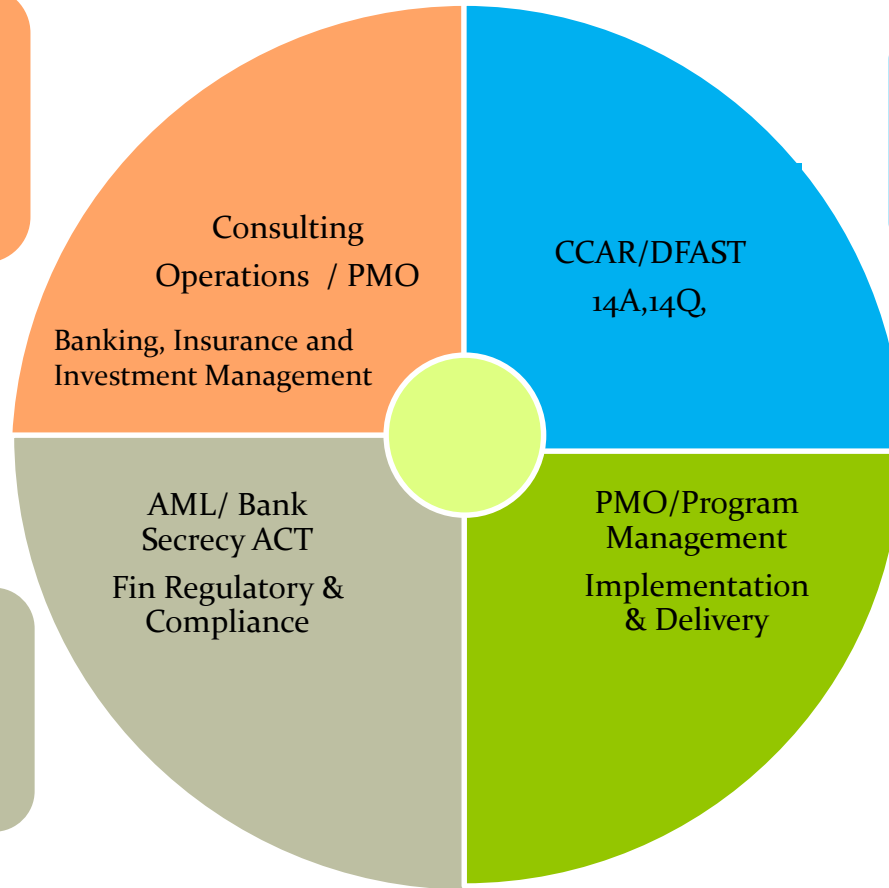 Consulting
Operations / PMO
Banking, Insurance and
Investment Management
CCAR/DFAST
14A,14Q,
AML/ Bank
Secrecy ACT
Fin Regulatory &
Compliance
PMO/Program
Management
Implementation
& Delivery